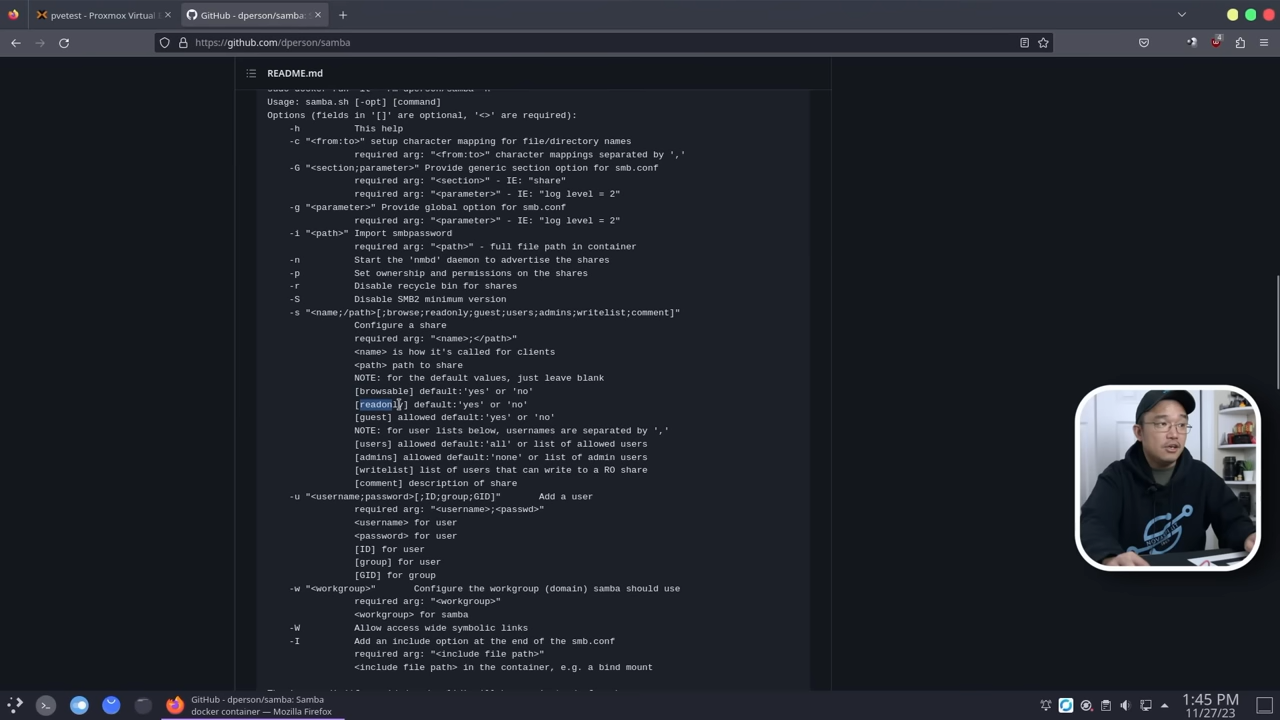 pvetest - Proxmox Virtual E
GitHub - dperson/samba: S
https://github.com/dperson/samba
4
README.md
Usage: samba.sh [-opt] [command]
Options (fields in '[]' are optional, '<>' are required):
-h This help
-c "<from:to>" setup character mapping for file/directory names
required arg: "<from:to>" character mappings separated by ','
-G "<section;parameter>" Provide generic section option for smb.conf
required arg: "<section>" - IE: "share"
required arg: "<parameter>" - IE: "log level = 2"
-g "<parameter>" Provide global option for smb.conf
required arg: "<parameter>" - IE: "log level = 2"
-i "<path>" Import smbpassword
required arg: "<path>" - full file path in container
-n Start the 'nmbd' daemon to advertise the shares
-p Set ownership and permissions on the shares
-r Disable recycle bin for shares
-S Disable SMB2 minimum version
-s "<name;/path>[;browse;readonly;guest;users;admins;writelist;comment]"
Configure a share
required arg: "<name>;</path>"
<name> is how it's called for clients
<path> path to share
NOTE: for the default values, just leave blank
[browsable] default:'yes' or 'no'
[readonly] default:'yes' or 'no'
[guest] allowed default:'yes' or 'no'
NOTE: for user lists below, usernames are separated by ','
[users] allowed default:'all' or list of allowed users
[admins] allowed default:'none' or list of admin users
[writelist] list of users that can write to a RO share
[comment] description of share
-u "<username;password>[;ID;group;GID]" Add a user
required arg: "<username>;<passwd>"
<username> for user
<password> for user
[ID] for user
[group] for user
[GID] for group
-w "<workgroup>" Configure the workgroup (domain) samba should use
required arg: "<workgroup>"
<workgroup> for samba
-W Allow access wide symbolic links
-I Add an include option at the end of the smb.conf
required arg: "<include file path>"
<include file path> in the container, e.g. a bind mount
GitHub - dperson/samba: Samba
docker container — Mozilla Firefox
1:45 PM
11/27/23